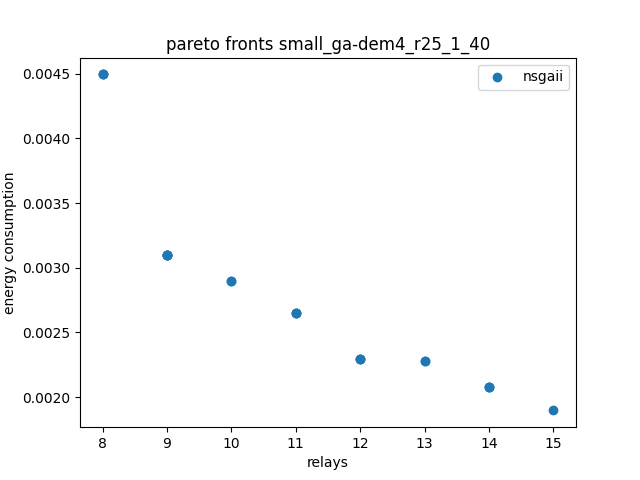 pareto fronts small_ga-dem4_r25_1_40
nsgaii
0.0045
0.0040
0.0035
0.0030
0.0025
0.0020
energy consumption
8 9 10 11 12 13 14 15
relays